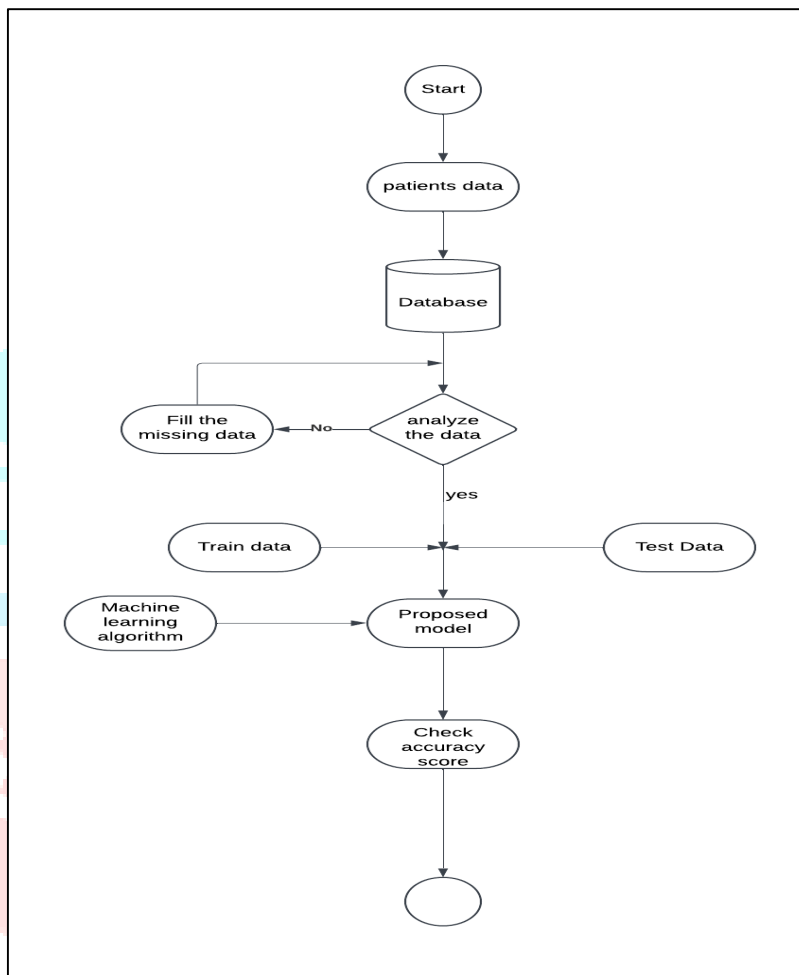 Start
patients data
Database
Fill the
missing data
No
analyze
the data
yes
Train data
Test Data
Machine
learning
algorithm
Proposed
model
Check
accuracy
score